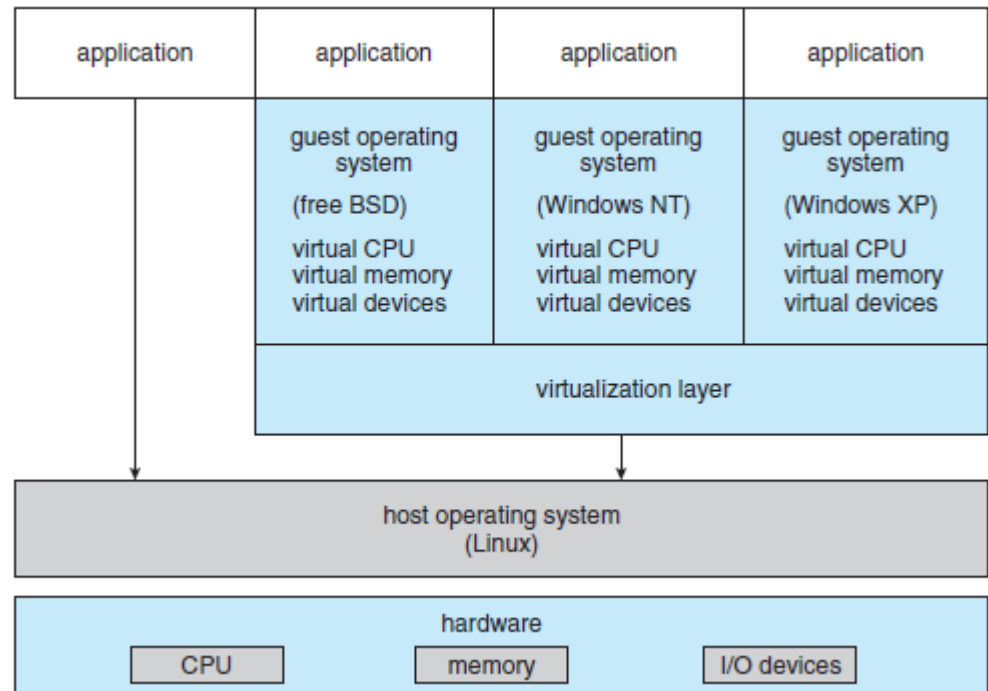 application
application
application
application
guest operating
system
(free BSD)
virtual CPU
virtual memory
virtual devices
guest operating
system
(Windows NT)
virtual CPU
virtual memory
virtual devices
guest operating
system
(Windows XP)
virtual CPU
virtual memory
virtual devices
virtualization layer
host operating system
(Linux)
hardware
CPU
memory
I/O devices